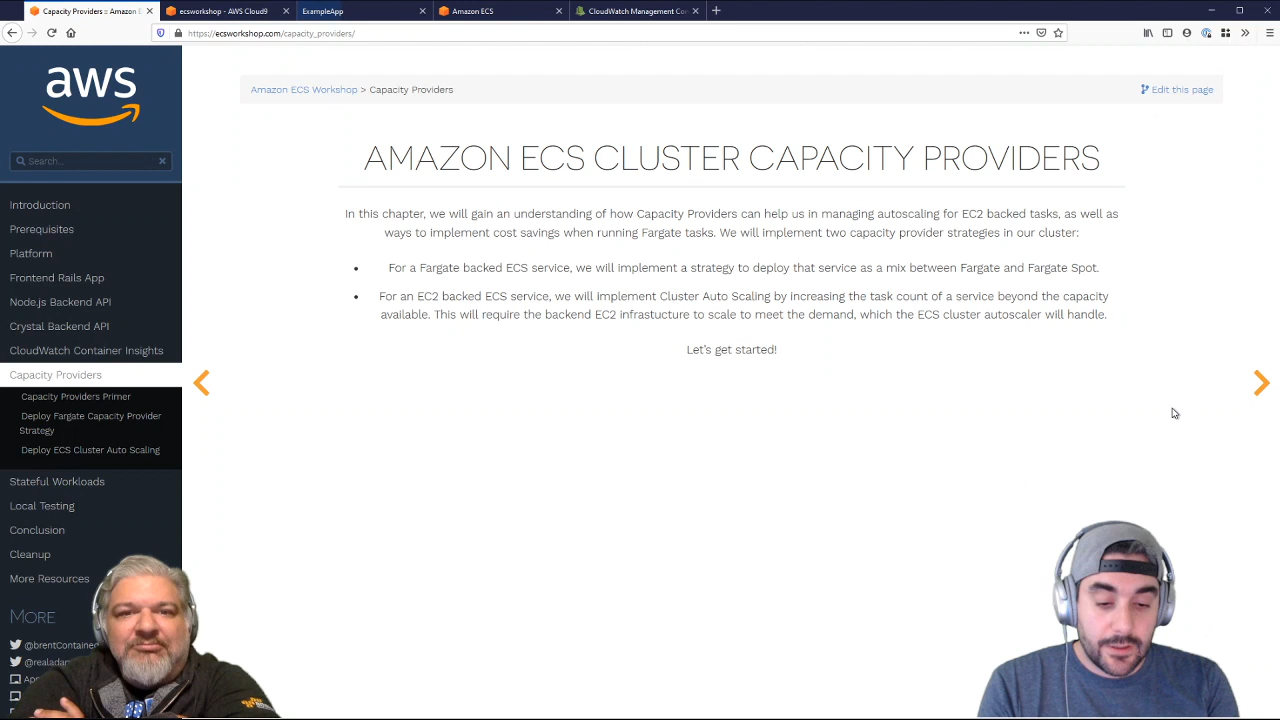 Capacity Providers :: Amazon E
ecsworkshop - AWS Cloud9
ExampleApp
Amazon ECS
CloudWatch Management Con
https://ecsworkshop.com/capacity_providers/
aws
Search...
Introduction
Prerequisites
Platform
Frontend Rails App
Node.js Backend API
Crystal Backend API
CloudWatch Container Insights
Capacity Providers
Capacity Providers Primer
Deploy Fargate Capacity Provider
Strategy
Deploy ECS Cluster Auto Scaling
Stateful Workloads
Local Testing
Conclusion
Cleanup
More Resources
MORE
@brentContained
@realadam
Amazon ECS Workshop > Capacity Providers
Edit this page
AMAZON ECS CLUSTER CAPACITY PROVIDERS
In this chapter, we will gain an understanding of how Capacity Providers can help us in managing autoscaling for EC2 backed tasks, as well as
ways to implement cost savings when running Fargate tasks. We will implement two capacity provider strategies in our cluster:
• For a Fargate backed ECS service, we will implement a strategy to deploy that service as a mix between Fargate and Fargate Spot.
• For an EC2 backed ECS service, we will implement Cluster Auto Scaling by increasing the task count of a service beyond the capacity
available. This will require the backend EC2 infrastucture to scale to meet the demand, which the ECS cluster autoscaler will handle.
Let's get started!